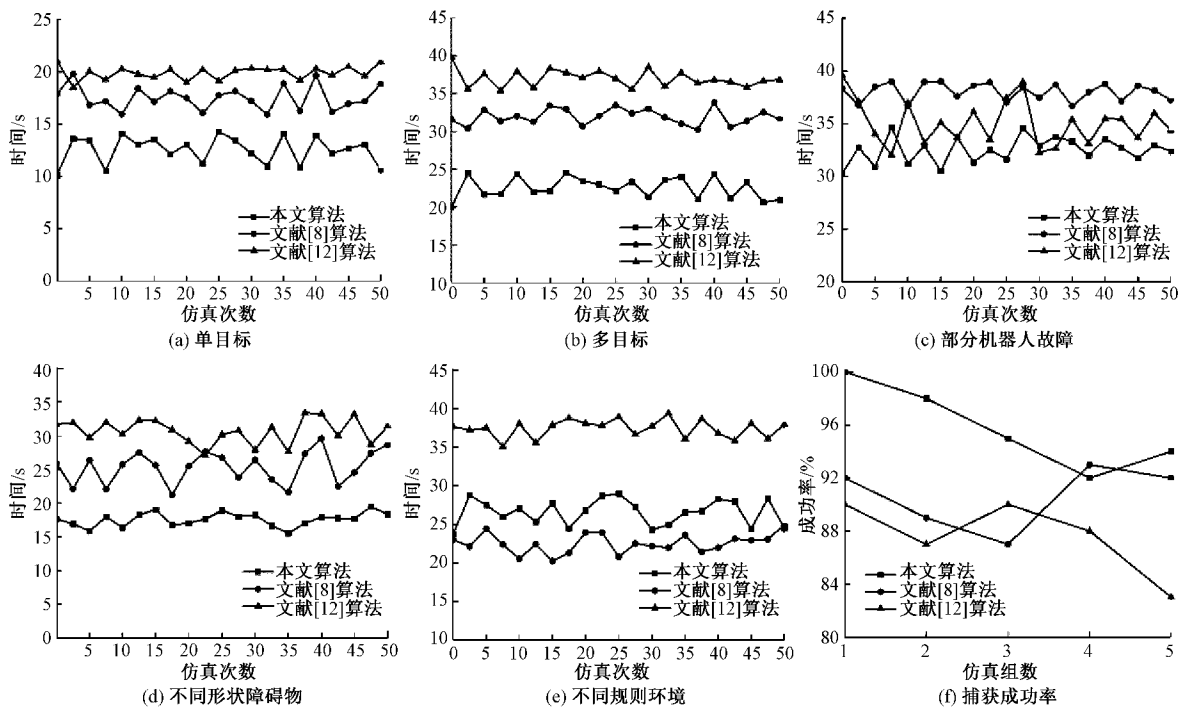 25
20
15
10
5
0
时间/s
本文算法
文献[8]算法
文献[12]算法
5 10 15 20 25 30 35 40 45 50
仿真次数
(a) 单目标
45
40
35
30
25
20
15
10
时间/s
本文算法
文献[8]算法
文献[12]算法
0 5 10 15 20 25 30 35 40 45 50
仿真次数
(b) 多目标
45
40
35
30
25
20
时间/s
本文算法
文献[8]算法
文献[12]算法
0 5 10 15 20 25 30 35 40 45 50
仿真次数
(c) 部分机器人故障
40
35
30
25
20
15
10
5
0
时间/s
本文算法
文献[8]算法
文献[12]算法
5 10 15 20 25 30 35 40 45 50
仿真次数
(d) 不同形状障碍物
45
40
35
30
25
20
15
10
时间/s
本文算法
文献[8]算法
文献[12]算法
0 5 10 15 20 25 30 35 40 45 50
仿真次数
(e) 不同规则环境
100
96
92
88
84
80
成功率/%
本文算法
文献[8]算法
文献[12]算法
1 2 3 4 5
仿真组数
(f) 捕获成功率